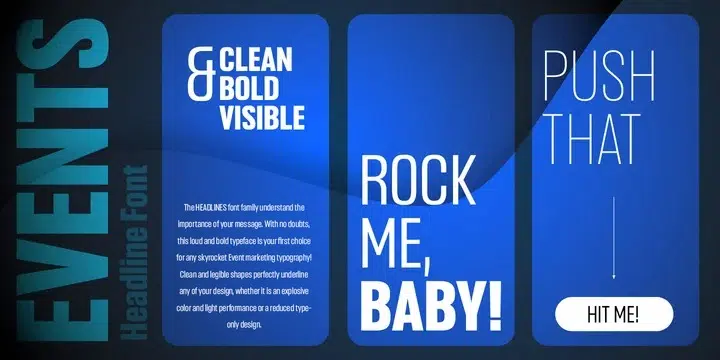 EVENTS
Headline Font
& CLEAN
BOLD
VISIBLE
The HEADLINES font family understand the
importance of your message. With no doubts,
this loud and bold typeface is your first choice
for any skyrocket Event marketing typography!
Clean and legible shapes perfectly underline
any of your design, whether it is an explosive
color and light performance or a reduced type-
only design.
ROCK
ME,
BABY!
PUSH
THAT
HIT ME!